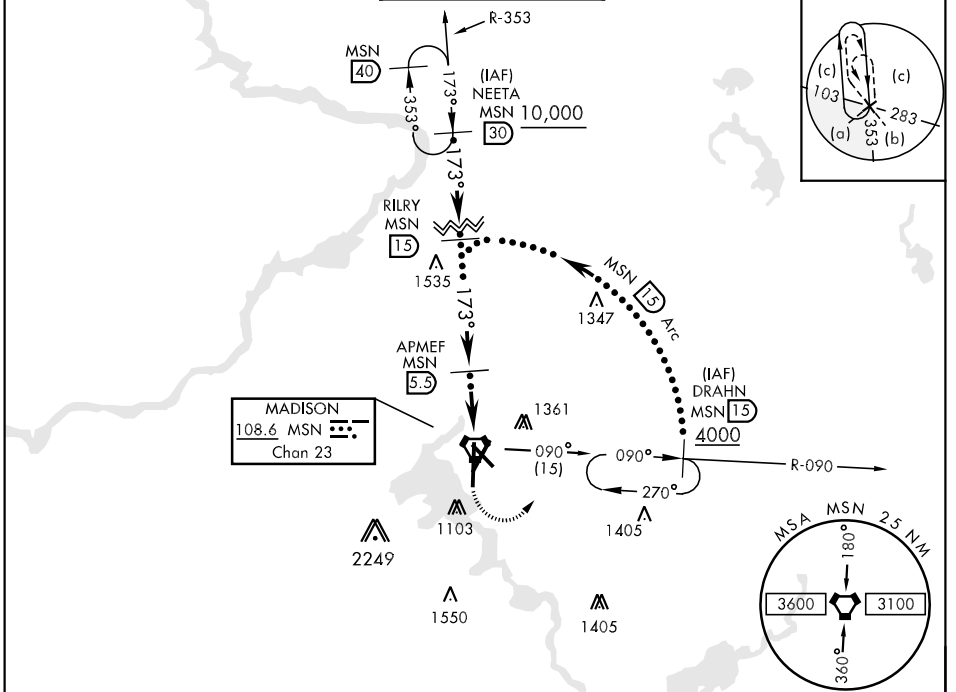 R-353
MSN
40
173°
353°
(IAF)
NEETA
MSN 10,000
30
173°
RILRY
MSN
15
1535
173°
MSN 15 Arc
1347
APMEF
MSN
5.5
(IAF)
DRAHN
MSN 15
4000
MADISON
108.6 MSN
Chan 23
1361
090°
(15)
090°
R-090
270°
1405
1103
2249
1550
1405
(c)
(c)
103
283
(a)
353
(b)
MSA MSN 25 NM
180°
3600
3100
360°